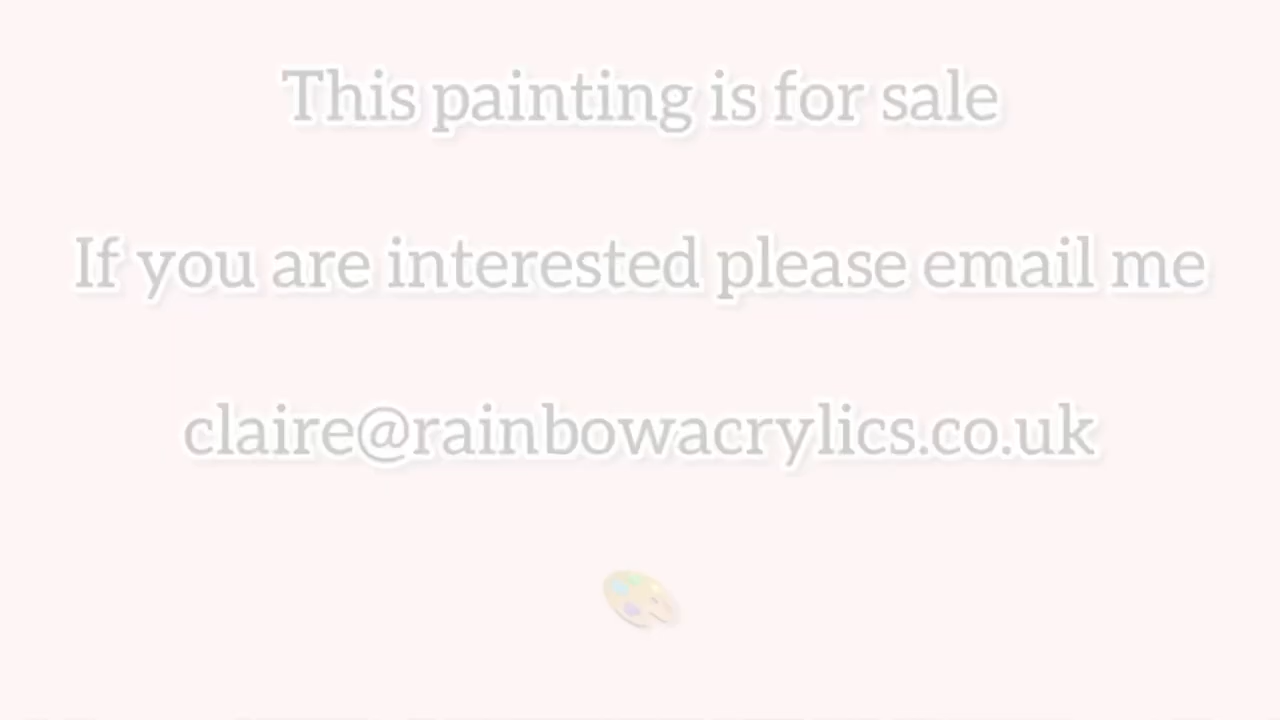 This painting is for sale
If you are interested please email me
claire@rainbowacrylics.co.uk